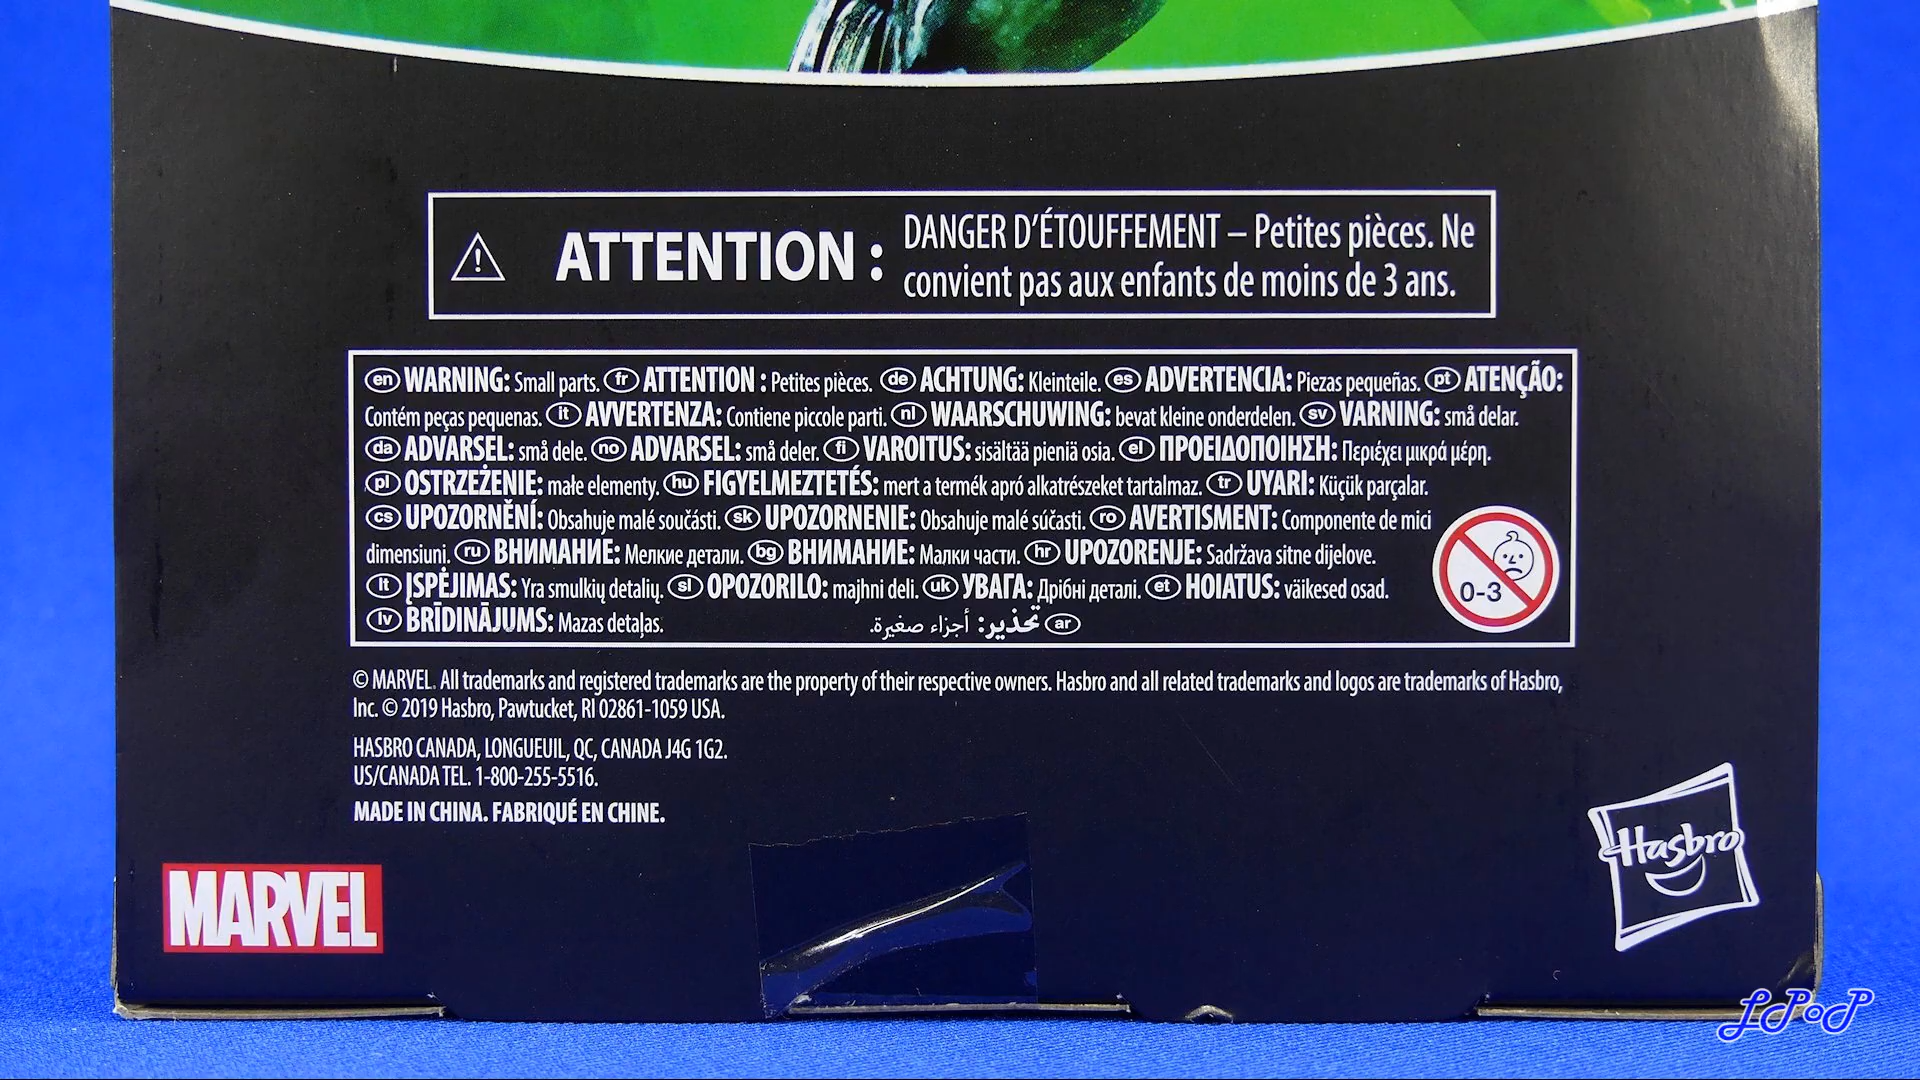 ATTENTION : DANGER D'ÉTOUFFEMENT – Petites pièces. Ne
convient pas aux enfants de moins de 3 ans.
en WARNING: Small parts. fr ATTENTION : Petites pièces. de ACHTUNG: Kleinteile. es ADVERTENCIA: Piezas pequeñas. pt ATENÇÃO:
Contém peças pequenas. it AVVERTENZA: Contiene piccole parti. nl WAARSCHUWING: bevat kleine onderdelen. sv VARNING: små delar.
da ADVARSEL: små dele. no ADVARSEL: små deler. fi VAROITUS: sisältää pieniä osia. el ΠΡΟΕΙΔΟΠΟΙΗΣΗ: Περιέχει μικρά μέρη.
pl OSTRZEŻENIE: małe elementy. hu FIGYELMEZTETÉS: mert a termék apró alkatrészeket tartalmaz. tr UYARI: Küçük parçalar.
cs UPOZORNĚNÍ: Obsahuje malé součásti. sk UPOZORNENIE: Obsahuje malé súčasti. ro AVERTISMENT: Componente de mici
dimensiuni. ru ВНИМАНИЕ: Мелкие детали. bg ВНИМАНИЕ: Малки части. hr UPOZORENJE: Sadržava sitne dijelove.
lt ĮSPĖJIMAS: Yra smulkių detalių. sl OPOZORILO: majhni deli. uk УВАГА: Дрібні деталі. et HOIATUS: väikesed osad.
lv BRĪDINĀJUMS: Mazas detaļas. ar تحذير: أجزاء صغيرة.
0-3
© MARVEL. All trademarks and registered trademarks are the property of their respective owners. Hasbro and all related trademarks and logos are trademarks of Hasbro,
Inc. © 2019 Hasbro, Pawtucket, RI 02861-1059 USA.
HASBRO CANADA, LONGUEUIL, QC, CANADA J4G 1G2.
US/CANADA TEL. 1-800-255-5516.
MADE IN CHINA. FABRIQUÉ EN CHINE.
MARVEL
Hasbro
LPoP